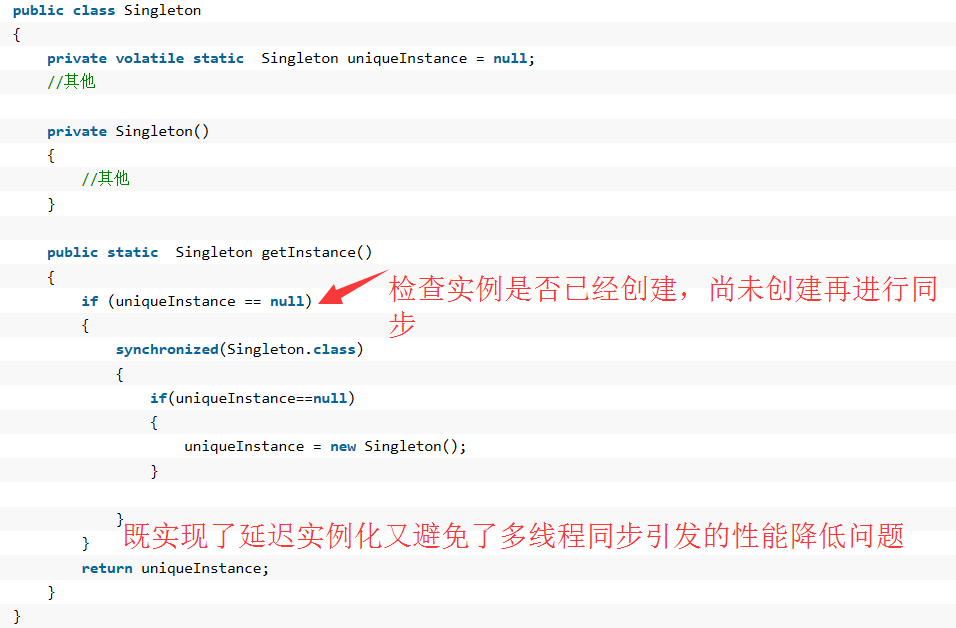 public class Singleton
{
private volatile static  Singleton uniqueInstance = null;
//其他
private Singleton()
{
//其他
}
public static  Singleton getInstance()
{
if (uniqueInstance == null)
检查实例是否已经创建，尚未创建再进行同
步
{
synchronized(Singleton.class)
{
if(uniqueInstance==null)
{
uniqueInstance = new Singleton();
}
}
既实现了延迟实例化又避免了多线程同步引发的性能降低问题
}
return uniqueInstance;
}
}